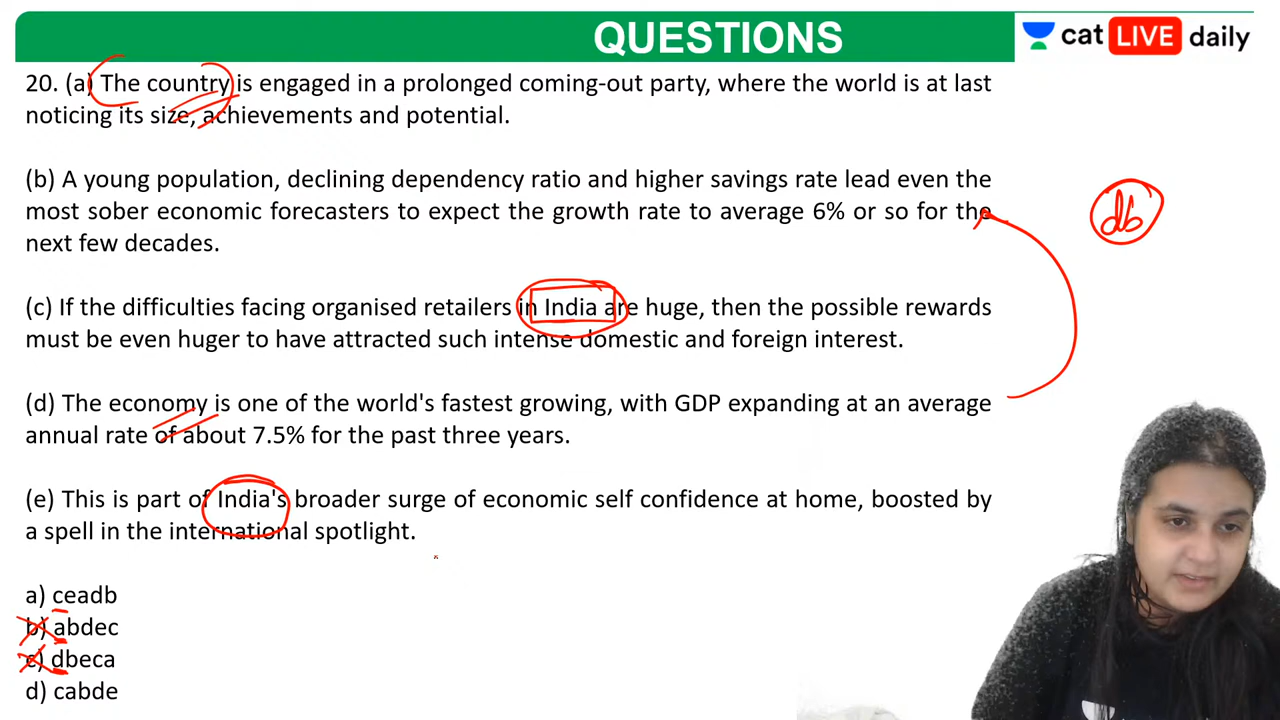 QUESTIONS
cat LIVE daily
20. (a) The country is engaged in a prolonged coming-out party, where the world is at last
noticing its size, achievements and potential.
(b) A young population, declining dependency ratio and higher savings rate lead even the
most sober economic forecasters to expect the growth rate to average 6% or so for the
next few decades.
db
(c) If the difficulties facing organised retailers in India are huge, then the possible rewards
must be even huger to have attracted such intense domestic and foreign interest.
(d) The economy is one of the world's fastest growing, with GDP expanding at an average
annual rate of about 7.5% for the past three years.
(e) This is part of India's broader surge of economic self confidence at home, boosted by
a spell in the international spotlight.
a) ceadb
b) abdec
c) dbeca
d) cabde